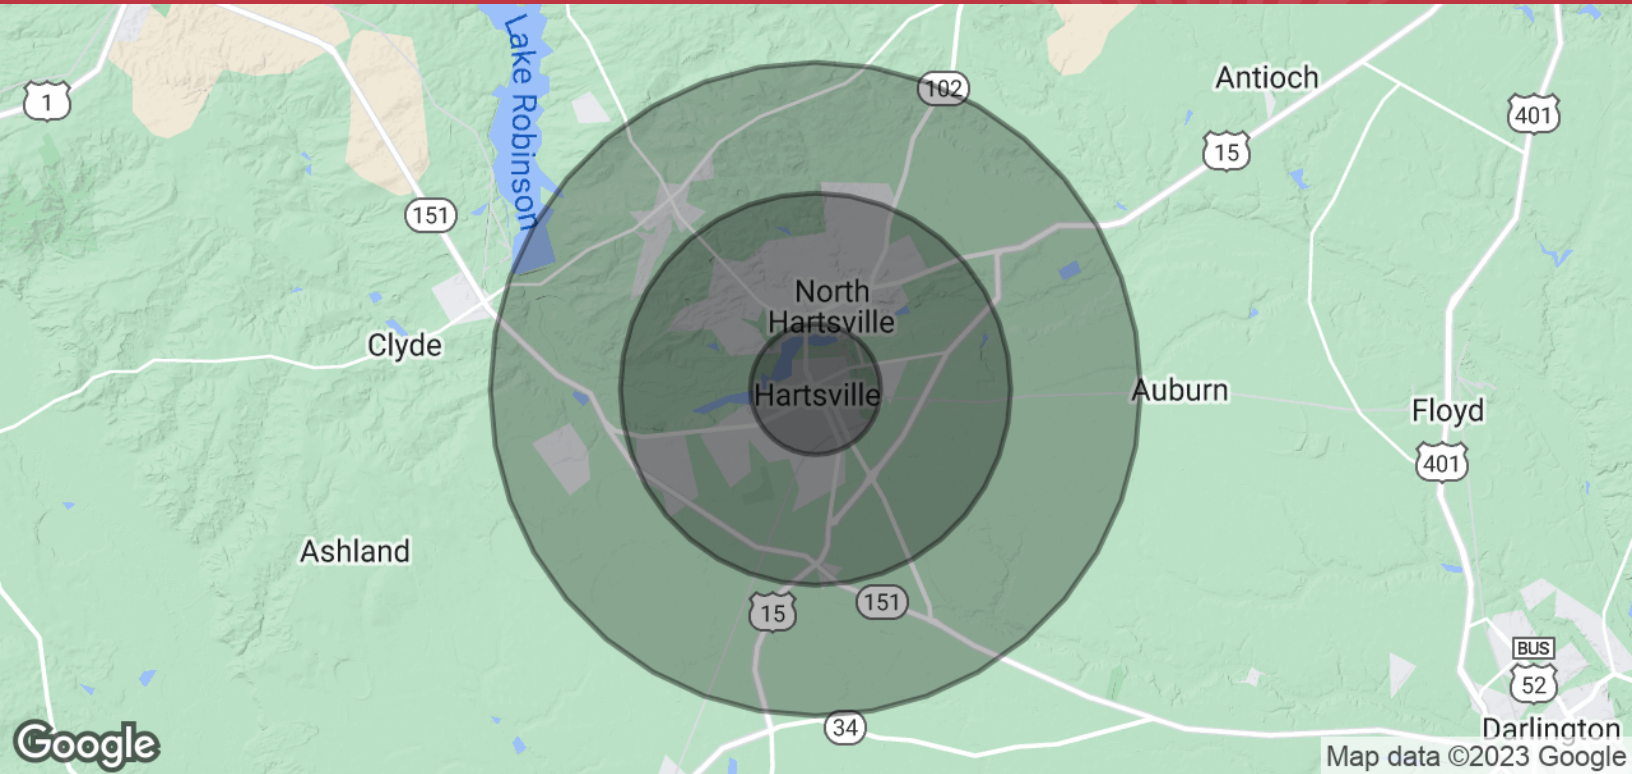 Lake Robinson
102
Antioch
1
401
15
151
North
Hartsville
Clyde
Hartsville
Auburn
Floyd
401
Ashland
15
151
BUS
52
34
Darlington
Google
Map data ©2023 Google